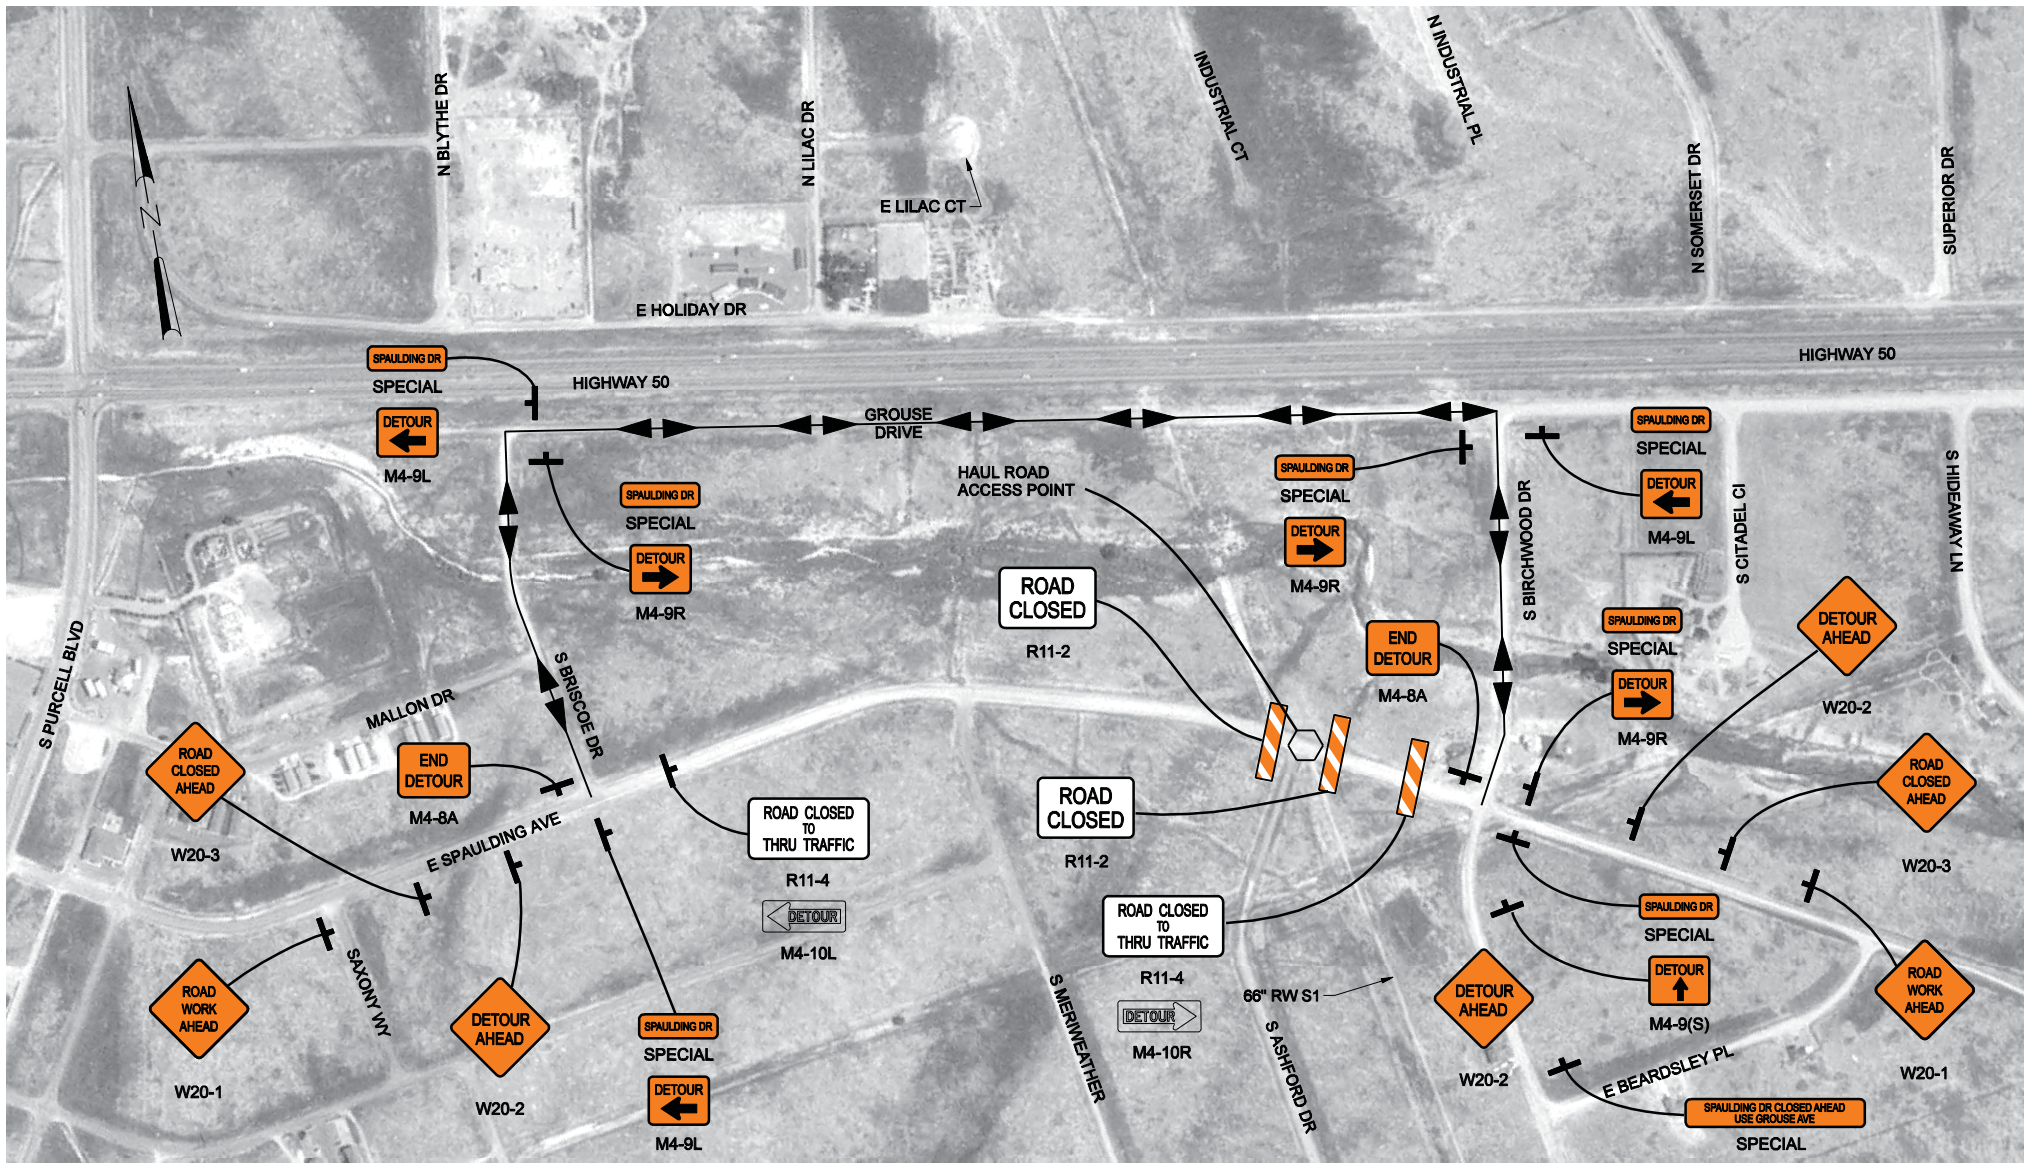 N BLYTHE DR
N LILAC DR
E LILAC CT
INDUSTRIAL CT
N INDUSTRIAL PL
N SOMERSET DR
SUPERIOR DR
N
E HOLIDAY DR
HIGHWAY 50
HIGHWAY 50
SPAULDING DR
SPECIAL
DETOUR
M4-9L
GROUSE
DRIVE
SPAULDING DR
SPECIAL
DETOUR
M4-9R
HAUL ROAD
ACCESS POINT
SPAULDING DR
SPECIAL
DETOUR
M4-9R
SPAULDING DR
SPECIAL
DETOUR
M4-9L
S BIRCHWOOD DR
S CITADEL CI
S HIDEAWAY LN
ROAD
CLOSED
R11-2
END
DETOUR
M4-8A
SPAULDING DR
SPECIAL
DETOUR
M4-9R
DETOUR
AHEAD
W20-2
S PURCELL BLVD
MALLON DR
S BRISCOE DR
ROAD
CLOSED
AHEAD
W20-3
END
DETOUR
M4-8A
E SPAULDING AVE
ROAD CLOSED
TO
THRU TRAFFIC
R11-4
DETOUR
M4-10L
ROAD
CLOSED
R11-2
ROAD
CLOSED
AHEAD
W20-3
ROAD CLOSED
TO
THRU TRAFFIC
R11-4
DETOUR
M4-10R
SPAULDING DR
SPECIAL
DETOUR
M4-9(S)
ROAD
WORK
AHEAD
W20-1
SAXONY WY
DETOUR
AHEAD
W20-2
SPAULDING DR
SPECIAL
DETOUR
M4-9L
S MERIWEATHER
66" RW S1
S ASHFORD DR
DETOUR
AHEAD
W20-2
E BEARDSLEY PL
ROAD
WORK
AHEAD
W20-1
SPAULDING DR CLOSED AHEAD
USE GROUSE AVE
SPECIAL